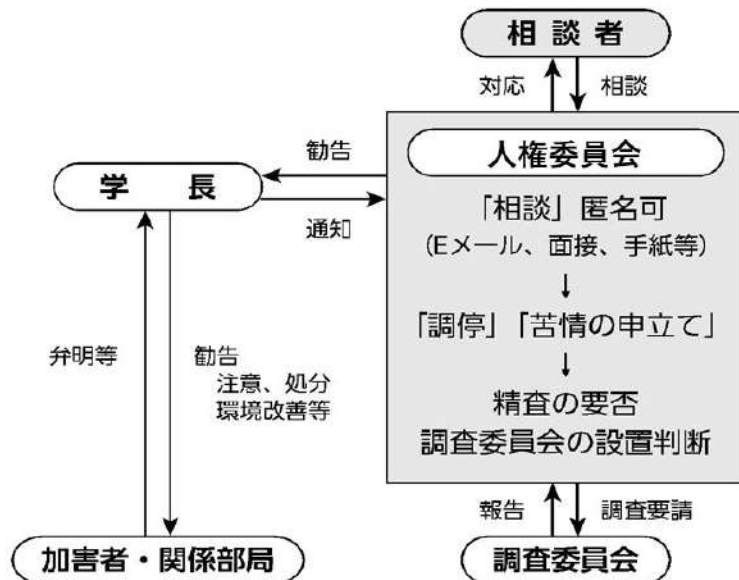 相談者
対応
相談
人権委員会
「相談」匿名可
(Eメール、面接、手紙等)
↓
「調停」「苦情の申立て」
↓
精査の要否
調査委員会の設置判断
勧告
学　長
通知
弁明等
勧告
注意、処分
環境改善等
報告
調査要請
加害者・関係部局
調査委員会